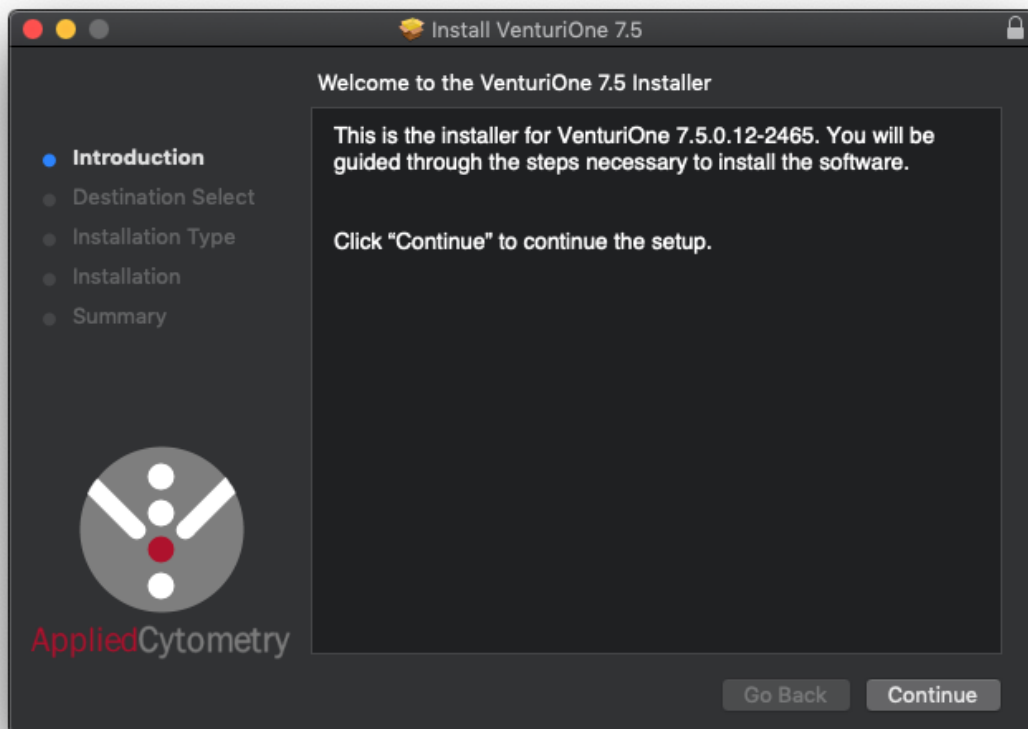 Install VenturiOne 7.5
Welcome to the VenturiOne 7.5 Installer
Introduction
Destination Select
Installation Type
Installation
Summary
This is the installer for VenturiOne 7.5.0.12-2465. You will be
guided through the steps necessary to install the software.
Click “Continue” to continue the setup.
AppliedCytometry
Go Back
Continue